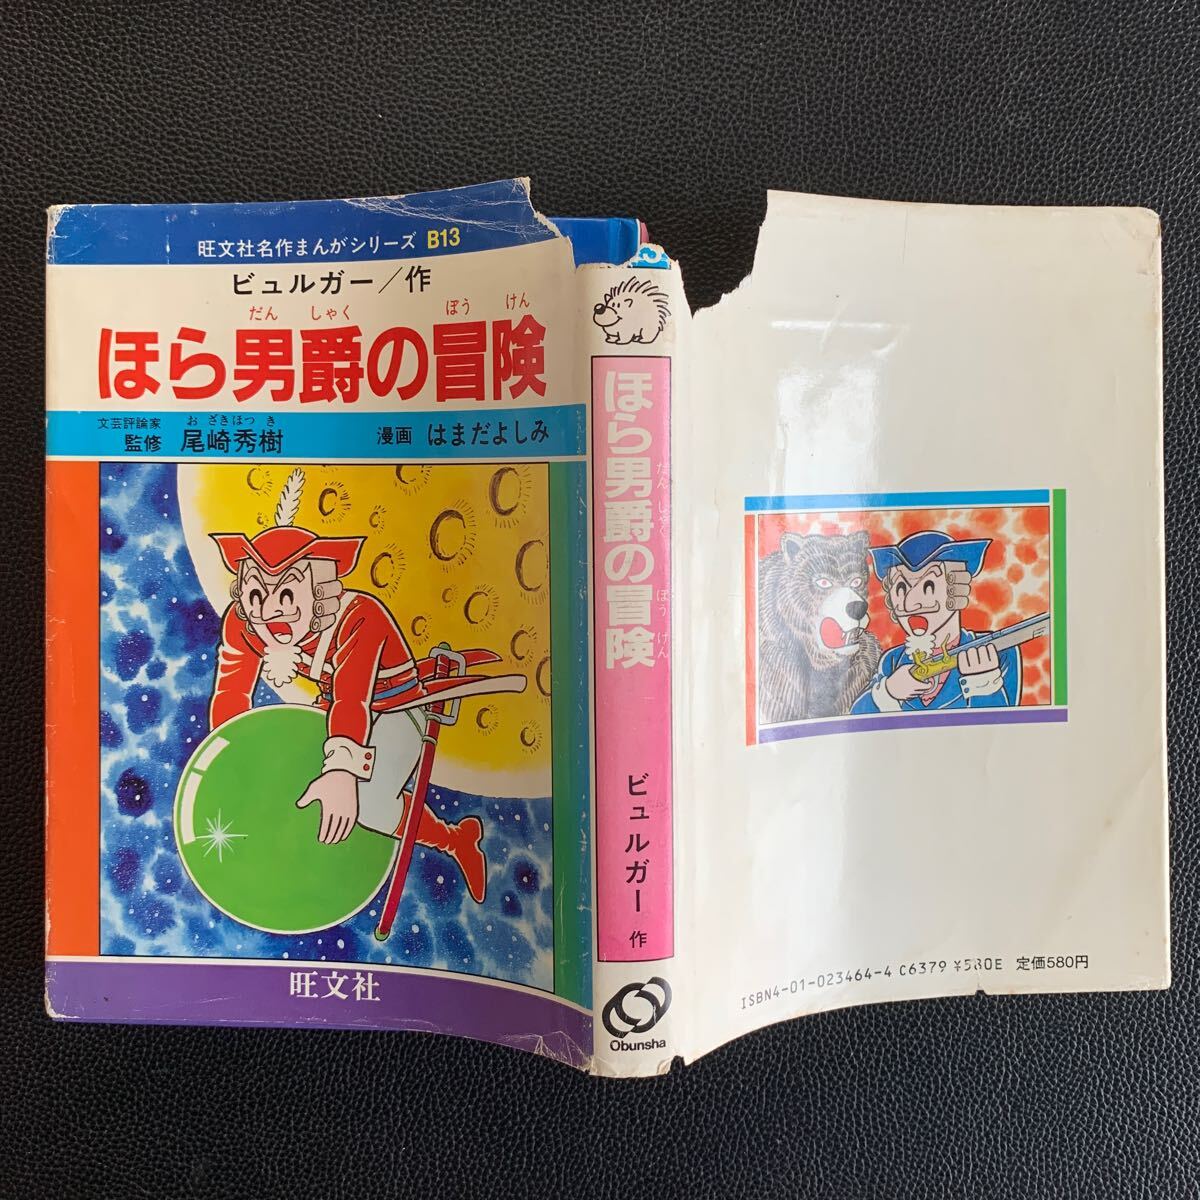 旺文社名作まんがシリーズ B13
ビュルガー/作
だん しゃく ぼう けん
ほら男爵の冒険
文芸評論家 お ざきほつ き
監修 尾崎秀樹 漫画 はまだよしみ
旺文社
ほら男爵の冒険
だん しゃく ぼう けん
ビュルガー 作
Obunsha
ISBN4-01-023464-4 C6379 ¥580E 定価580円